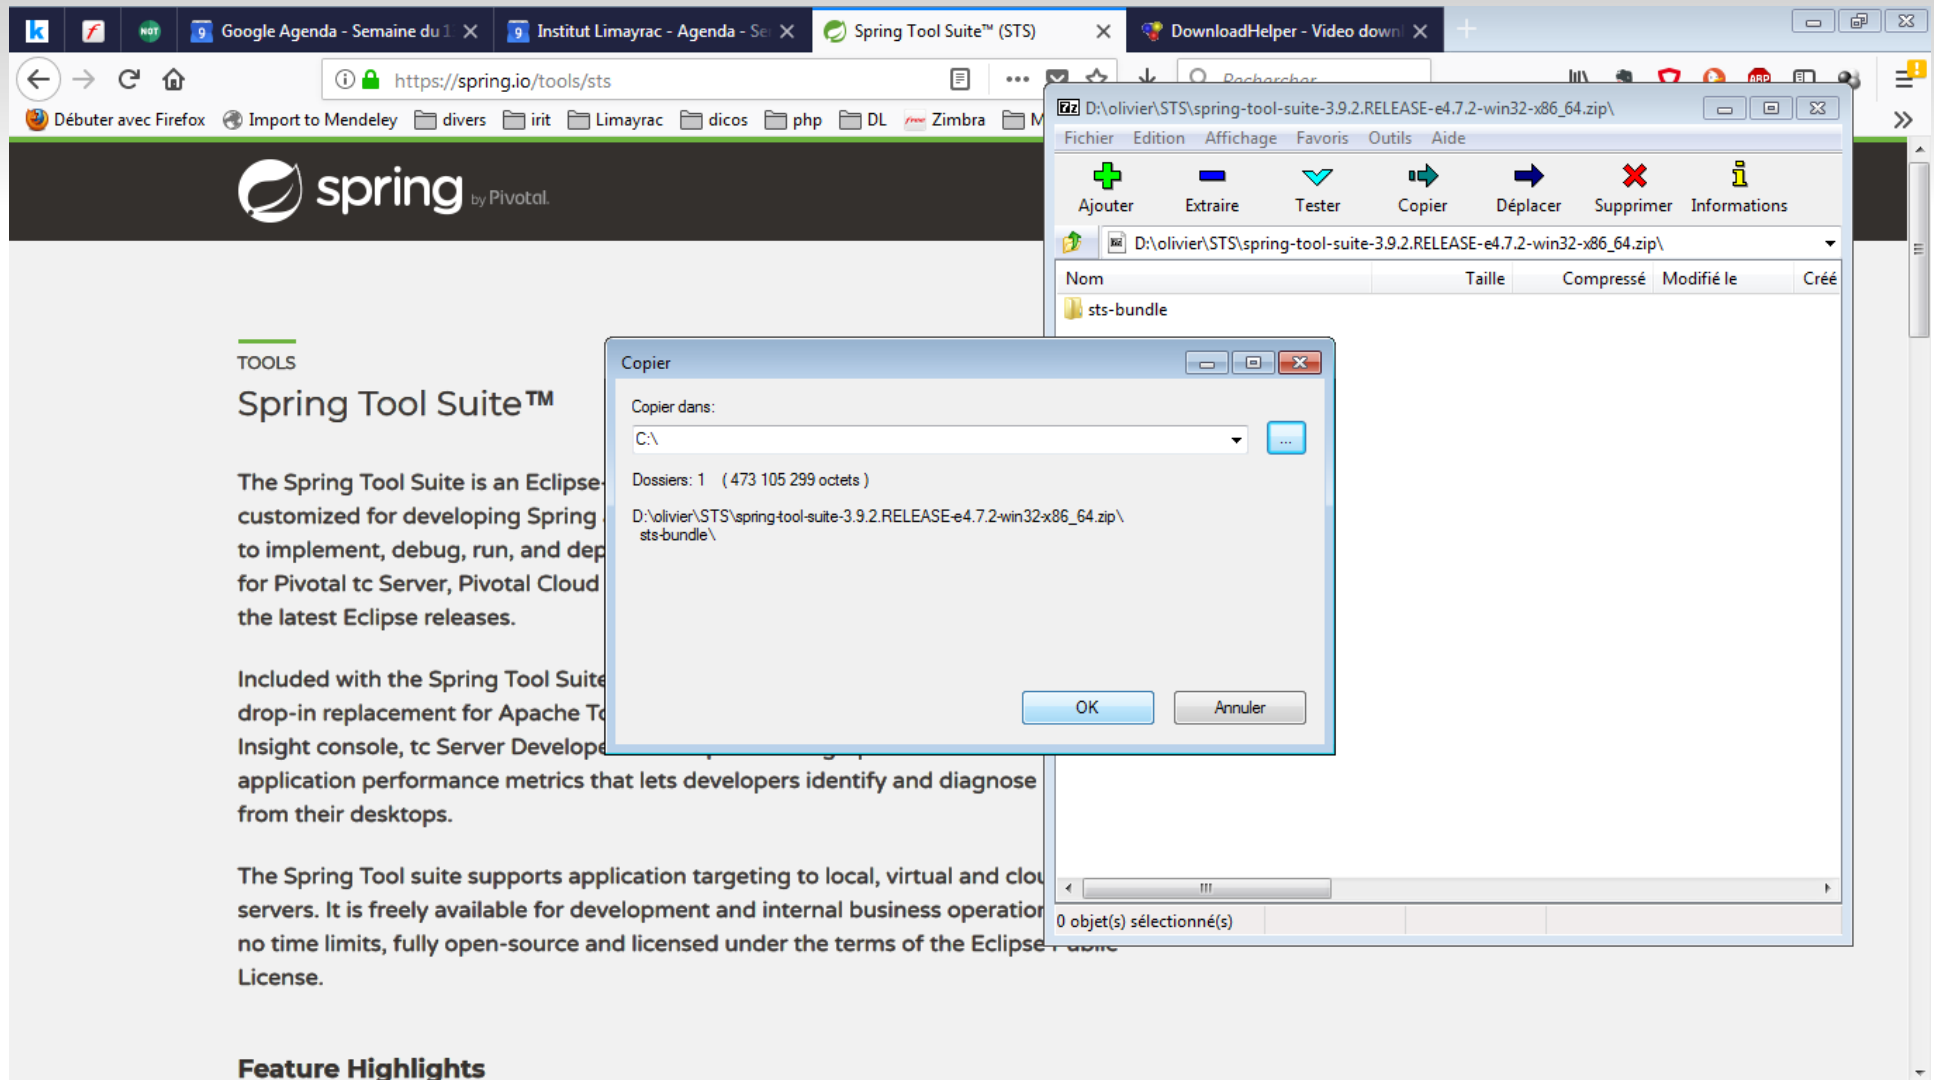 k
f
NOT
9 Google Agenda - Semaine du 1
9 Institut Limayrac - Agenda - Se
Spring Tool Suite™ (STS)
DownloadHelper - Video downl
https://spring.io/tools/sts
Rechercher
ABP
Débuter avec Firefox
Import to Mendeley
divers
irit
Limayrac
dicos
php
DL
free
Zimbra
M
spring by Pivotal.
TOOLS
Spring Tool Suite™
The Spring Tool Suite is an Eclipse-
customized for developing Spring
to implement, debug, run, and dep
for Pivotal tc Server, Pivotal Cloud
the latest Eclipse releases.
Included with the Spring Tool Suite
drop-in replacement for Apache To
Insight console, tc Server Develope
application performance metrics that lets developers identify and diagnose
from their desktops.
The Spring Tool suite supports application targeting to local, virtual and clou
servers. It is freely available for development and internal business operation
no time limits, fully open-source and licensed under the terms of the Eclipse Public
License.
Feature Highlights
7z D:\olivier\STS\spring-tool-suite-3.9.2.RELEASE-e4.7.2-win32-x86_64.zip\
Fichier Edition Affichage Favoris Outils Aide
Ajouter Extraire Tester Copier Déplacer Supprimer Informations
D:\olivier\STS\spring-tool-suite-3.9.2.RELEASE-e4.7.2-win32-x86_64.zip\
Nom Taille Compressé Modifié le Créé
sts-bundle
0 objet(s) sélectionné(s)
Copier
Copier dans:
C:\
...
Dossiers: 1 ( 473 105 299 octets )
D:\olivier\STS\spring-tool-suite-3.9.2.RELEASE-e4.7.2-win32-x86_64.zip\
sts-bundle\
OK
Annuler